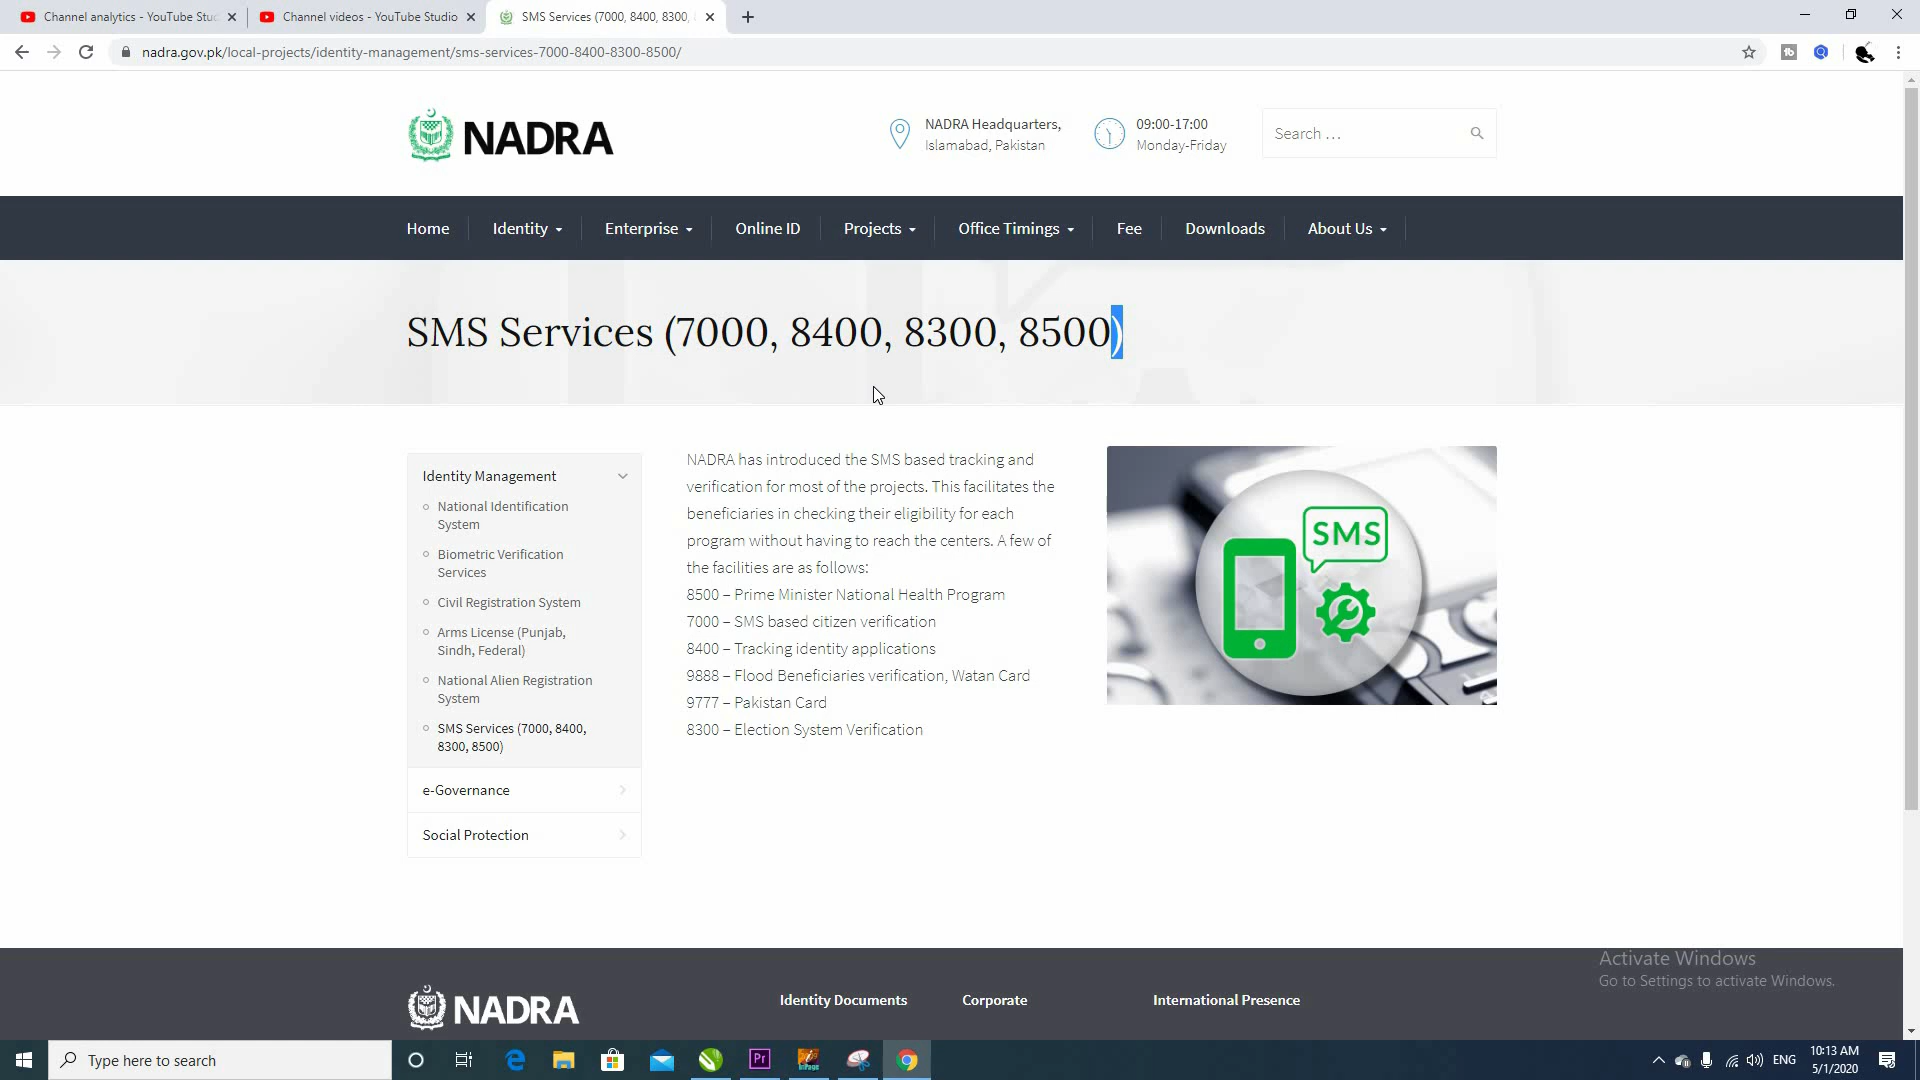 Channel analytics - YouTube Stu
Channel videos - YouTube Studio
SMS Services (7000, 8400, 8300,
nadra.gov.pk/local-projects/identity-management/sms-services-7000-8400-8300-8500/
NADRA
NADRA Headquarters,
Islamabad, Pakistan
09:00-17:00
Monday-Friday
Search …
Home
Identity
Enterprise
Online ID
Projects
Office Timings
Fee
Downloads
About Us
SMS Services (7000, 8400, 8300, 8500)
Identity Management
National Identification
System
Biometric Verification
Services
Civil Registration System
Arms License (Punjab,
Sindh, Federal)
National Alien Registration
System
SMS Services (7000, 8400,
8300, 8500)
e-Governance
Social Protection
NADRA has introduced the SMS based tracking and
verification for most of the projects. This facilitates the
beneficiaries in checking their eligibility for each
program without having to reach the centers. A few of
the facilities are as follows:
8500 – Prime Minister National Health Program
7000 – SMS based citizen verification
8400 – Tracking identity applications
9888 – Flood Beneficiaries verification, Watan Card
9777 – Pakistan Card
8300 – Election System Verification
SMS
NADRA
Identity Documents
Corporate
International Presence
Activate Windows
Go to Settings to activate Windows.
Type here to search
Pr
ENG
10:13 AM
5/1/2020